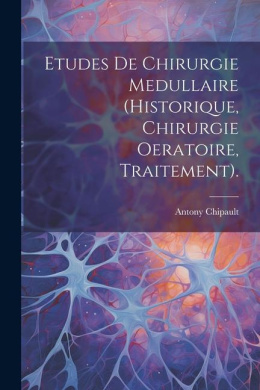 Etudes De Chirurgie
Medullaire
(Historique,
Chirurgie
Oeratoire,
Traitement).
Antony Chipault